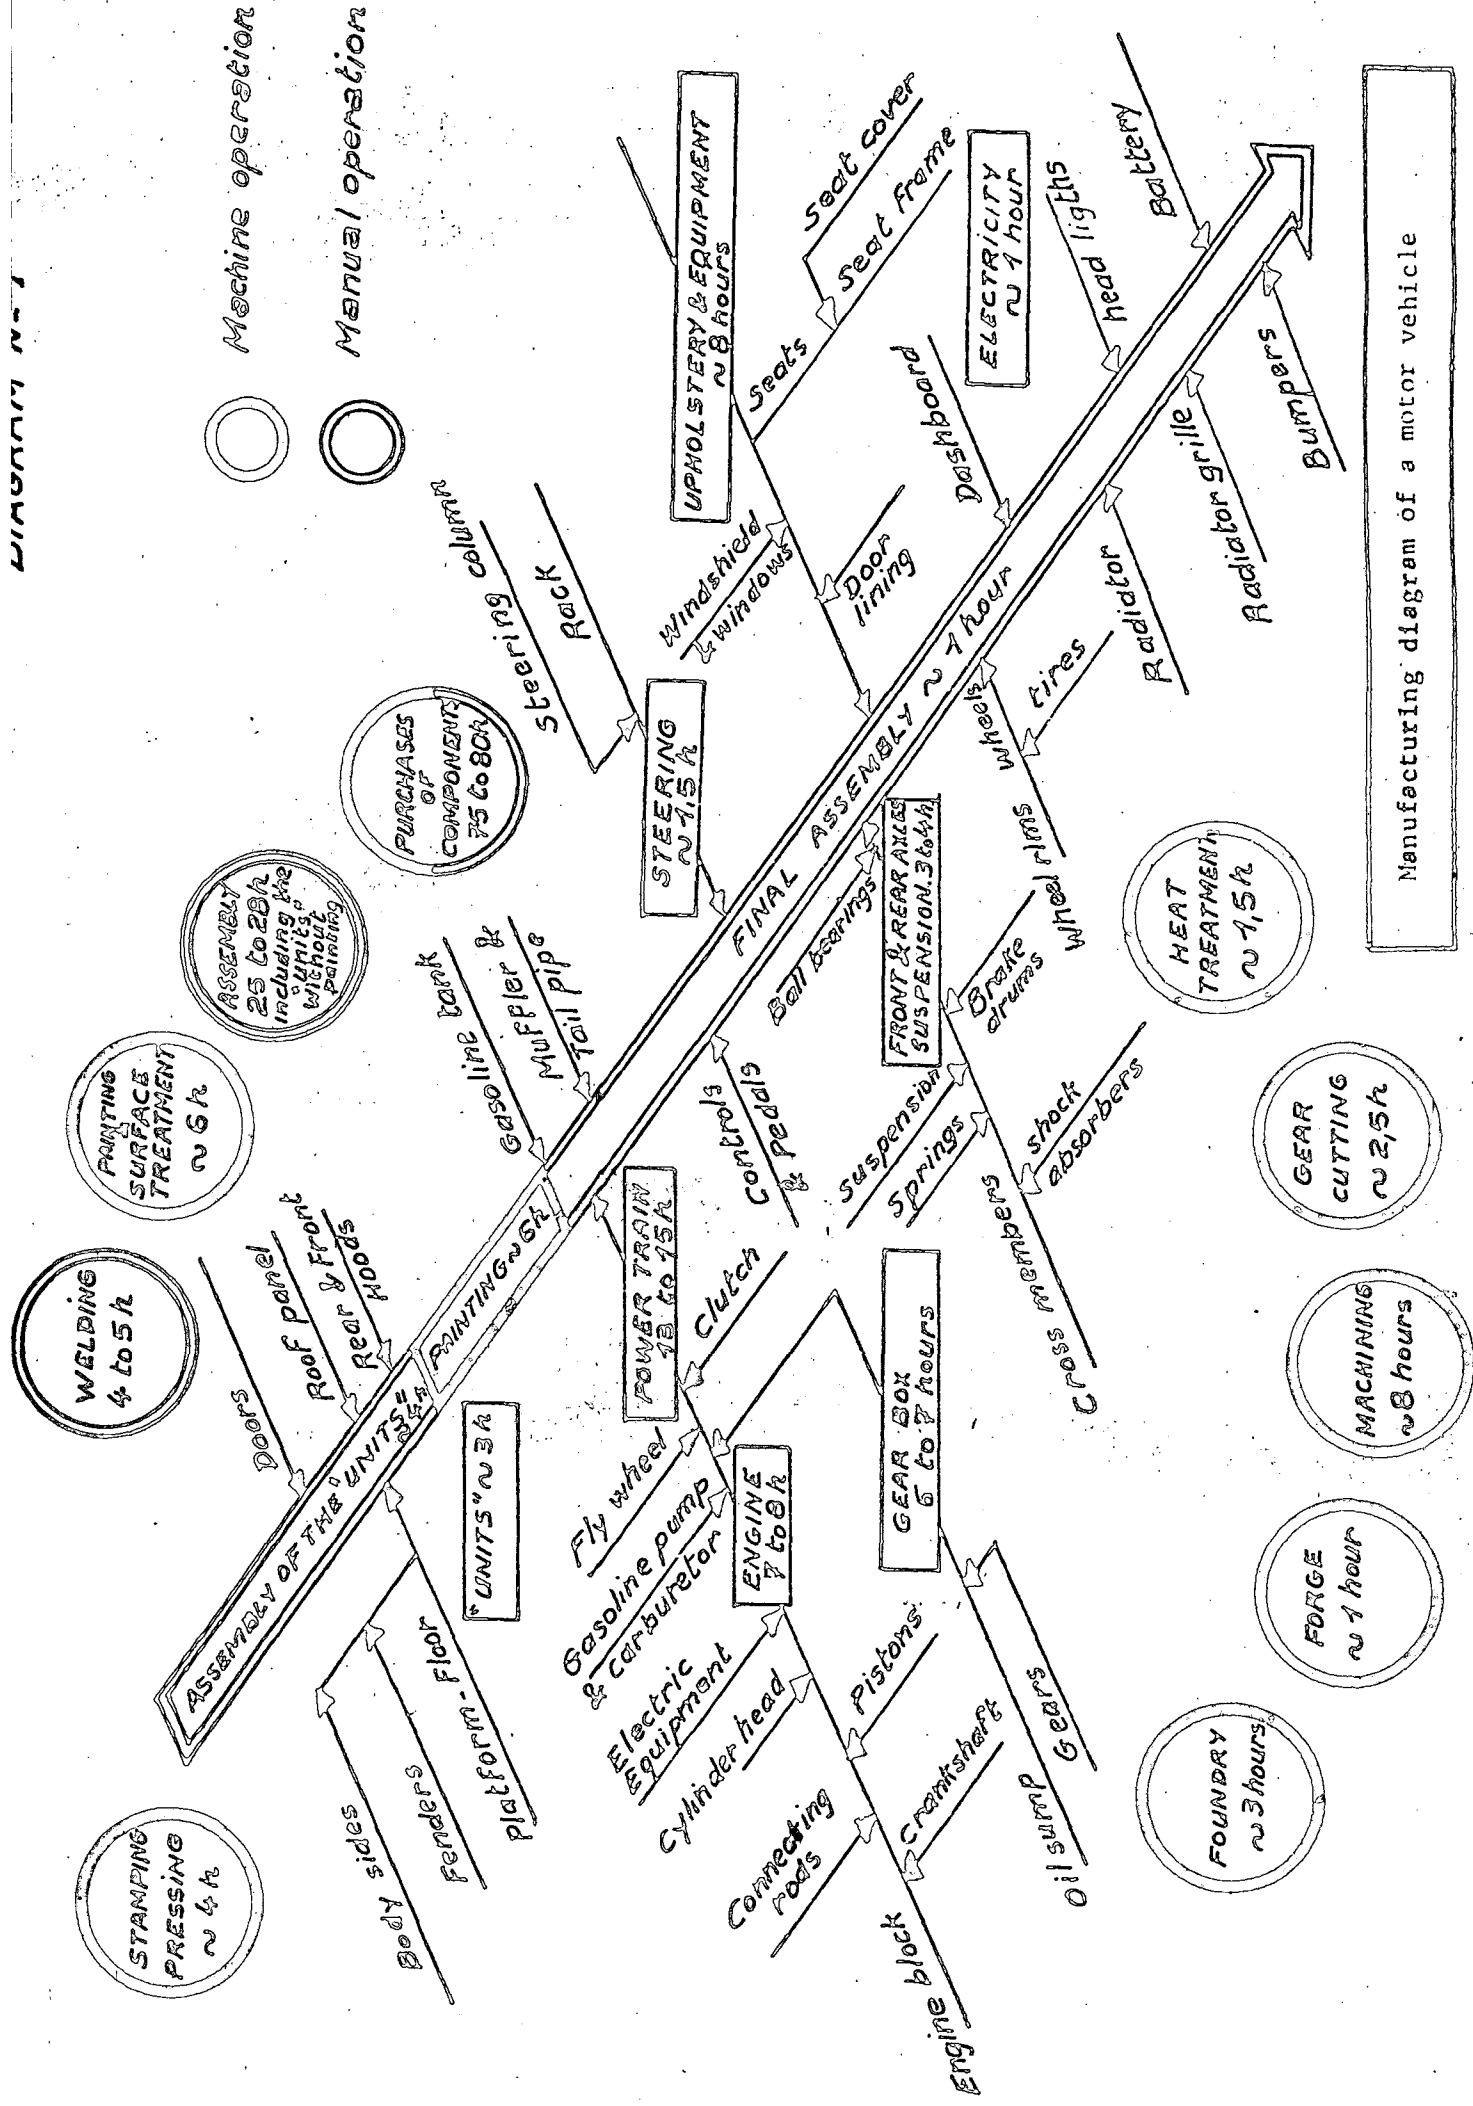 Machine operation
Manual operation
STAMPING
PRESSING
~ 4h
WELDING
4 to 5h
PAINTING
&
SURFACE
TREATMENT
~ 6h
ASSEMBLY
25 to 28h
including the
"units"
without
painting
PURCHASES
OF
COMPONENTS
75 to 80h
ASSEMBLY OF THE "UNITS"=
PAINTING ~ 6h
FINAL ASSEMBLY ~ 1 hour
Doors
Roof panel
Rear & Front
Hoods
Gasoline tank
Muffler &
Tail pipe
STEERING
~ 1,5h
Steering column
Rack
UPHOLSTERY & EQUIPMENT
~ 8 hours
Windshield
& windows
Door
lining
Seats
Seat cover
Seat Frame
Dashboard
ELECTRICITY
~ 1 hour
head ligths
Battery
Body sides
Fenders
Platform-Floor
"UNITS" ~ 3h
POWER TRAIN
13 to 15h
Clutch
Fly wheel
Gasoline pump
& carburetor
Electric
Equipment
Cylinder head
ENGINE
7 to 8h
Pistons
Connecting
rods
Crankshaft
Engine block
GEAR BOX
6 to 7 hours
Gears
Oil sump
Controls
& Pedals
Ball bearings
FRONT & REAR AXLES
SUSPENSION. 3 to 4h
Suspension
Springs
Brake
drums
shock
absorbers
Cross members
Wheels
tires
Wheel rims
Radiator
Radiator grille
Bumpers
FOUNDRY
~ 3 hours
FORGE
~ 1 hour
MACHINING
~ 8 hours
GEAR
CUTTING
~ 2,5h
HEAT
TREATMENT
~ 1,5h
Manufacturing diagram of a motor vehicle